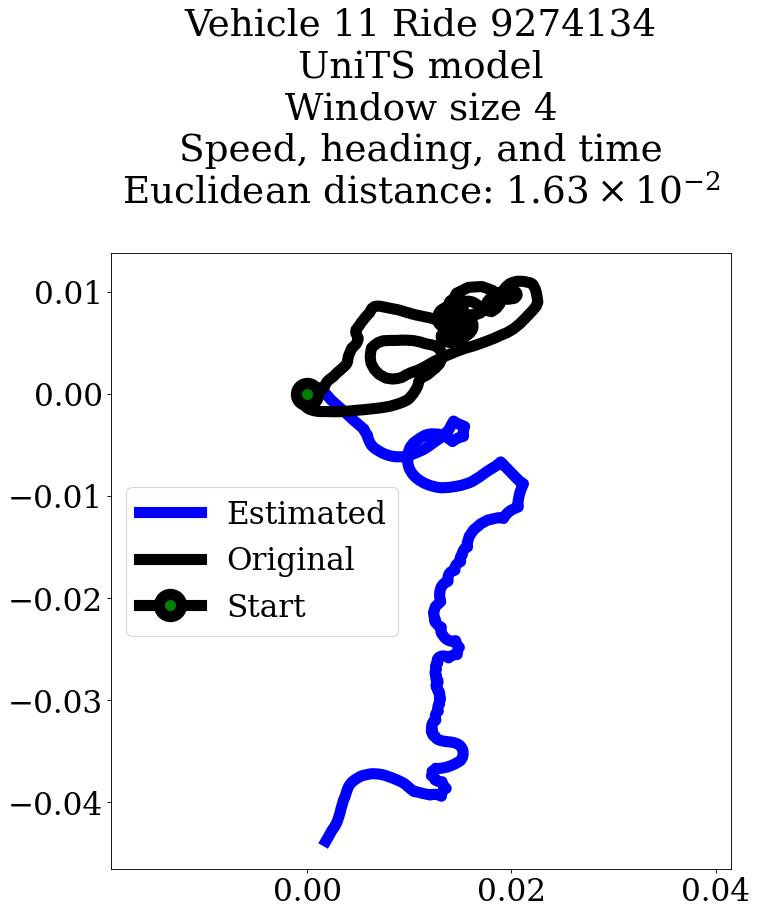 Vehicle 11 Ride 9274134
UniTS model
Window size 4
Speed, heading, and time
Euclidean distance: 1.63 × 10⁻²
0.01
0.00
−0.01
−0.02
−0.03
−0.04
Estimated
Original
Start
0.00
0.02
0.04